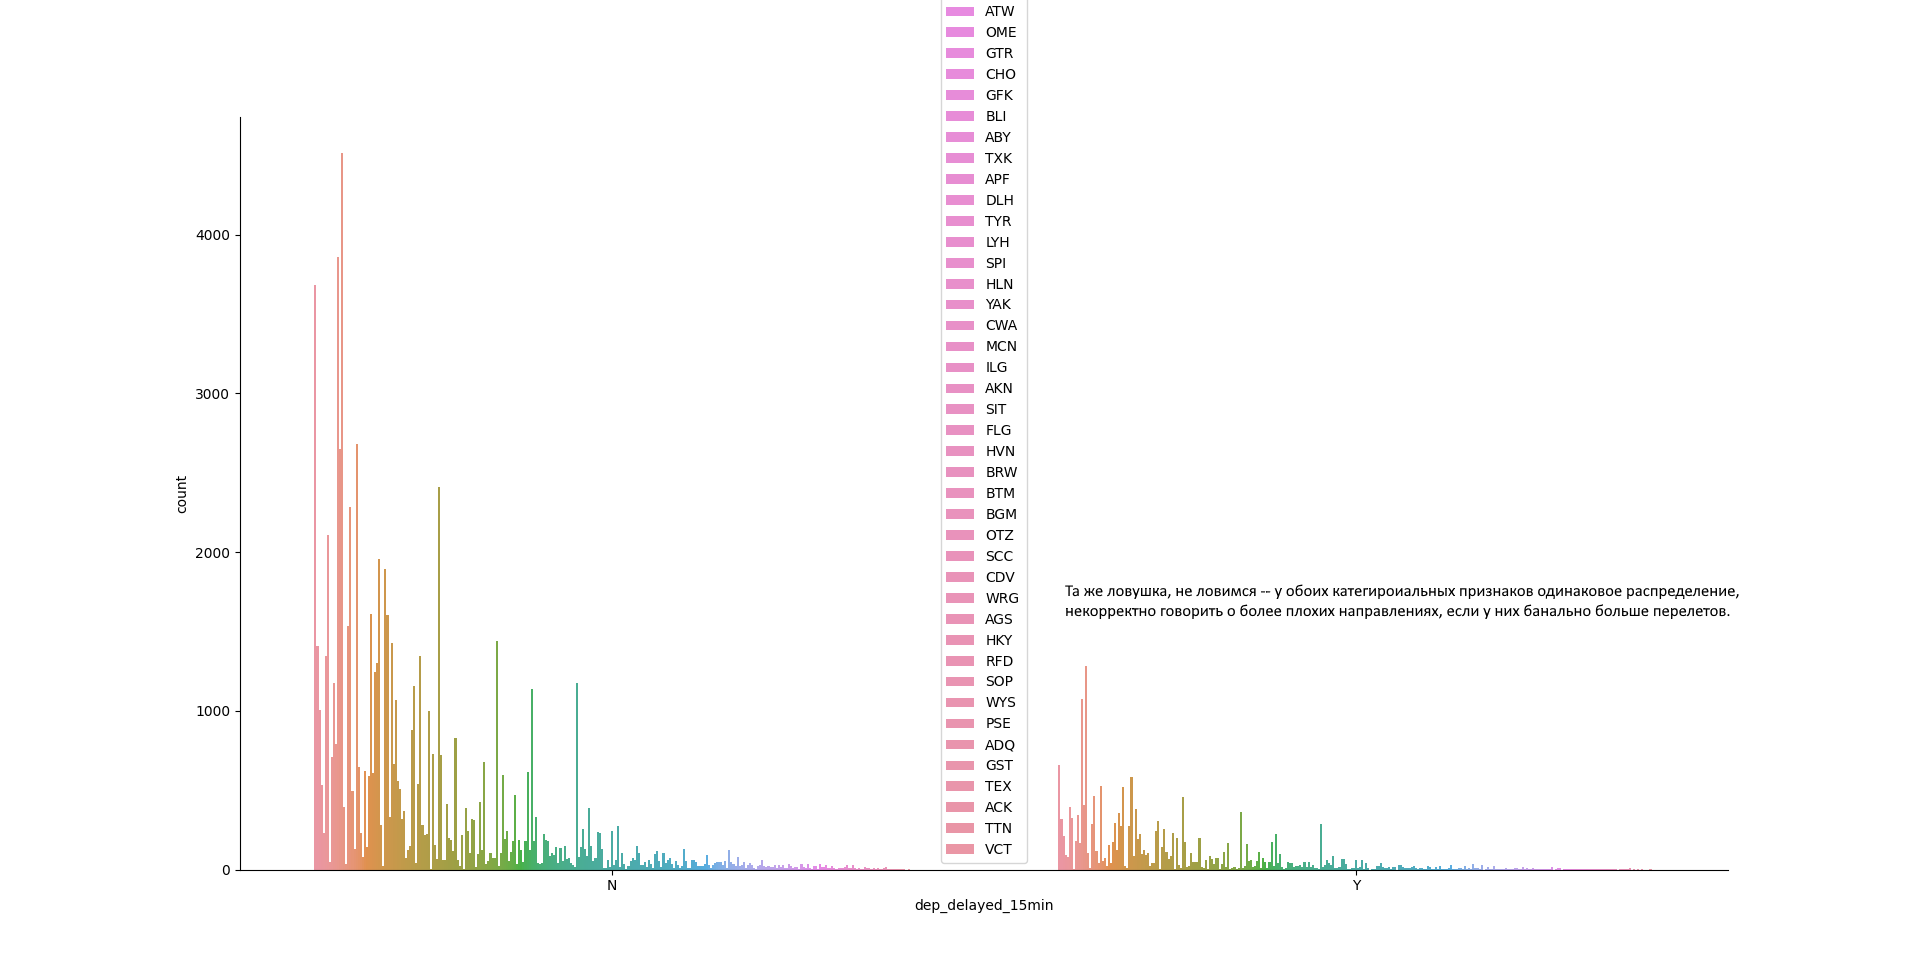 ATW
OME
GTR
CHO
GFK
BLI
ABY
TXK
APF
DLH
TYR
LYH
SPI
HLN
YAK
CWA
MCN
ILG
AKN
SIT
FLG
HVN
BRW
BTM
BGM
OTZ
SCC
CDV
WRG
AGS
HKY
RFD
SOP
WYS
PSE
ADQ
GST
TEX
ACK
TTN
VCT
4000
3000
2000
1000
0
count
Та же ловушка, не ловимся -- у обоих категироиальных признаков одинаковое распределение,
некорректно говорить о более плохих направлениях, если у них банально больше перелетов.
N
Y
dep_delayed_15min